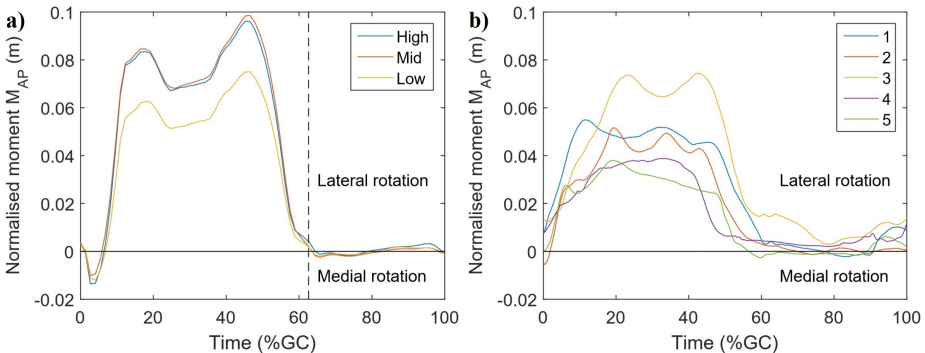 a)
Normalised moment M_AP (m)
0.1
0.08
0.06
0.04
0.02
0
-0.02
High
Mid
Low
Lateral rotation
Medial rotation
0 20 40 60 80 100
Time (%GC)
b)
Normalised moment M_AP (m)
0.1
0.08
0.06
0.04
0.02
0
-0.02
1
2
3
4
5
Lateral rotation
Medial rotation
0 20 40 60 80 100
Time (%GC)